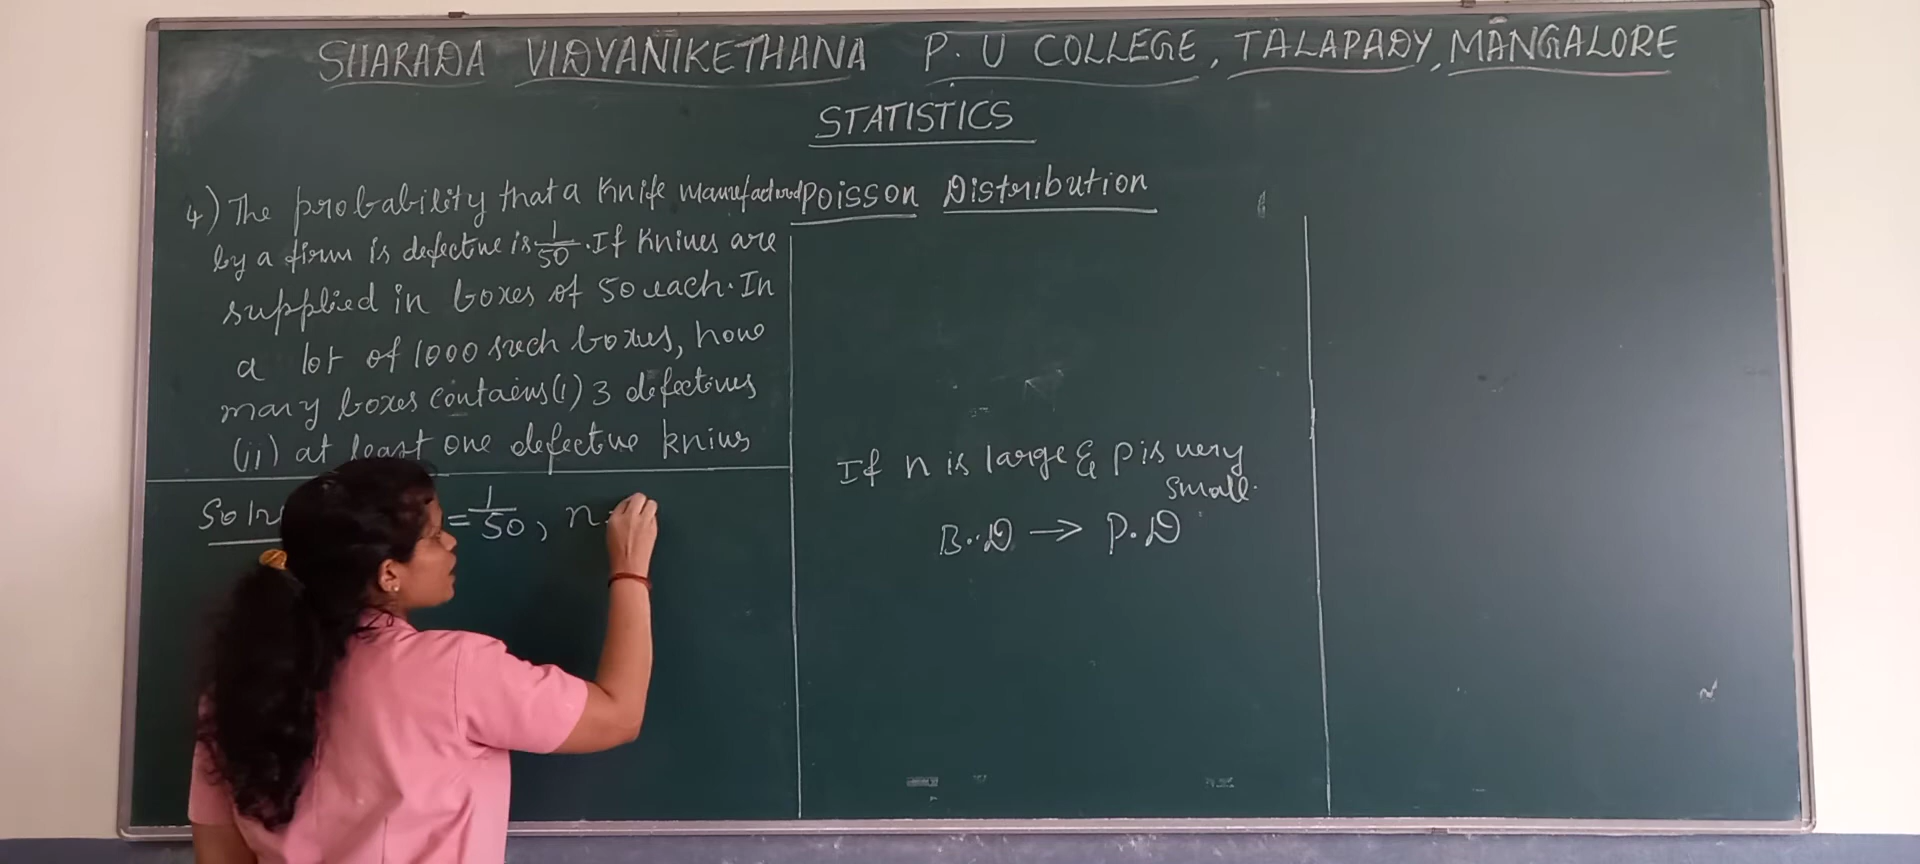 SHARADA VIDYANIKETHANA P.U COLLEGE, TALAPADY, MANGALORE
STATISTICS
Poisson Distribution
4) The probability that a knife manufactured
by a firm is defective is 1/50. If knives are
supplied in boxes of 50 each. In
a lot of 1000 such boxes, how
many boxes contains (i) 3 defectives
(ii) at least one defective knives
Soln
= 1/50, n =
If n is large & p is very
small.
B.D → P.D